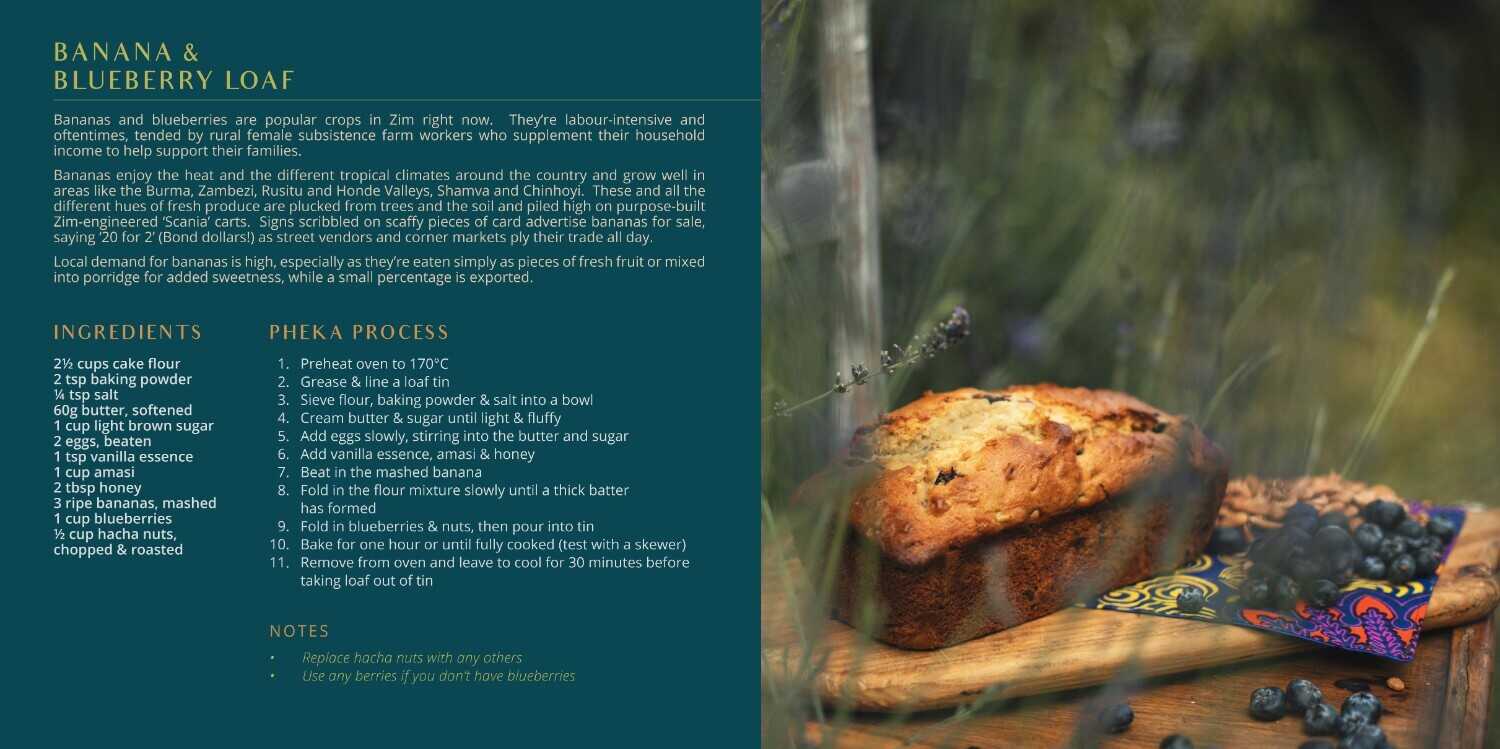 BANANA &
BLUEBERRY LOAF
Bananas and blueberries are popular crops in Zim right now. They're labour-intensive and
oftentimes, tended by rural female subsistence farm workers who supplement their household
income to help support their families.
Bananas enjoy the heat and the different tropical climates around the country and grow well in
areas like the Burma, Zambezi, Rusitu and Honde Valleys, Shamva and Chinhoyi. These and all the
different hues of fresh produce are plucked from trees and the soil and piled high on purpose-built
Zim-engineered 'Scania' carts. Signs scribbled on scaffy pieces of card advertise bananas for sale,
saying '20 for 2' (Bond dollars!) as street vendors and corner markets ply their trade all day.
Local demand for bananas is high, especially as they're eaten simply as pieces of fresh fruit or mixed
into porridge for added sweetness, while a small percentage is exported.
INGREDIENTS
2½ cups cake flour
2 tsp baking powder
¼ tsp salt
60g butter, softened
1 cup light brown sugar
2 eggs, beaten
1 tsp vanilla essence
1 cup amasi
2 tbsp honey
3 ripe bananas, mashed
1 cup blueberries
½ cup hacha nuts,
chopped & roasted
PHEKA PROCESS
1. Preheat oven to 170°C
2. Grease & line a loaf tin
3. Sieve flour, baking powder & salt into a bowl
4. Cream butter & sugar until light & fluffy
5. Add eggs slowly, stirring into the butter and sugar
6. Add vanilla essence, amasi & honey
7. Beat in the mashed banana
8. Fold in the flour mixture slowly until a thick batter
has formed
9. Fold in blueberries & nuts, then pour into tin
10. Bake for one hour or until fully cooked (test with a skewer)
11. Remove from oven and leave to cool for 30 minutes before
taking loaf out of tin
NOTES
• Replace hacha nuts with any others
• Use any berries if you don't have blueberries